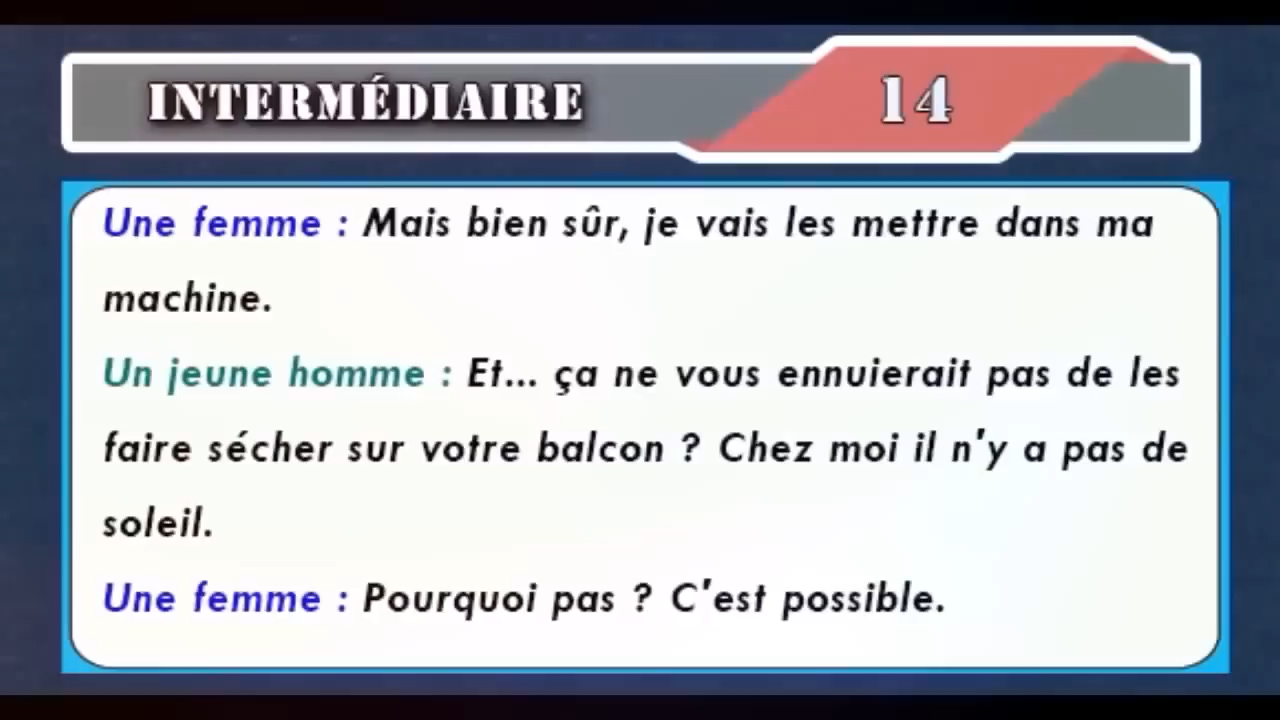 INTERMÉDIAIRE
14
Une femme : Mais bien sûr, je vais les mettre dans ma
machine.
Un jeune homme : Et... ça ne vous ennuierait pas de les
faire sécher sur votre balcon ? Chez moi il n'y a pas de
soleil.
Une femme : Pourquoi pas ? C'est possible.